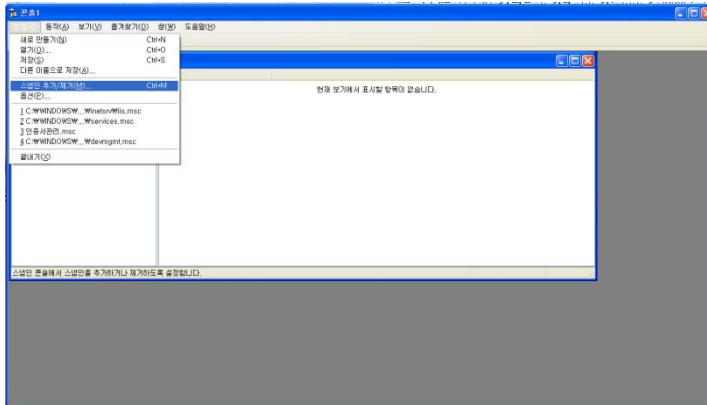 콘솔1
동작(A) 보기(V) 즐겨찾기(O) 창(W) 도움말(H)
새로 만들기(N) Ctrl+N
열기(O)... Ctrl+O
저장(S) Ctrl+S
다른 이름으로 저장(A)...
스냅인 추가/제거(M)... Ctrl+M
옵션(P)...
1 C:₩WINDOWS₩...₩inetsrv₩iis.msc
2 C:₩WINDOWS₩...₩services.msc
3 인증서관리.msc
4 C:₩WINDOWS₩...₩devmgmt.msc
끝내기(X)
현재 보기에서 표시할 항목이 없습니다.
스냅인 콘솔에서 스냅인을 추가하거나 제거하도록 설정합니다.